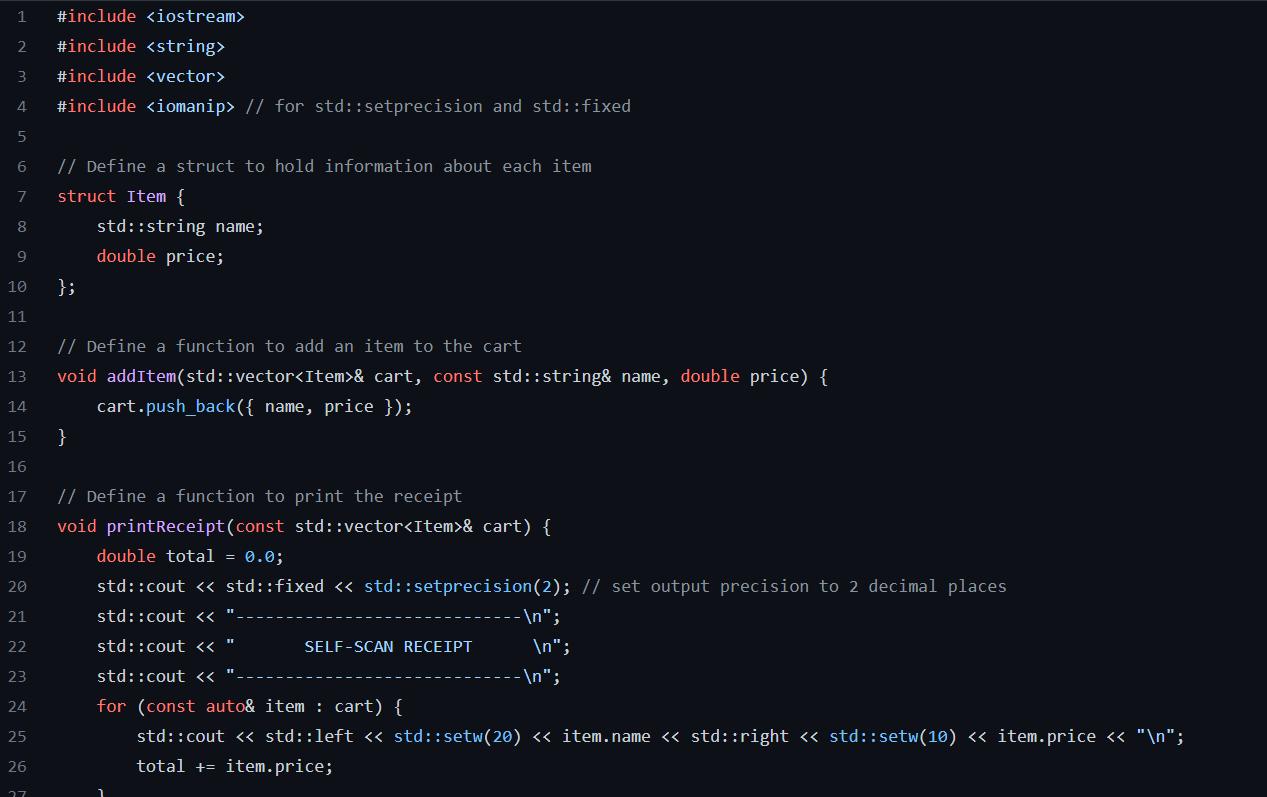 1 #include <iostream>
2 #include <string>
3 #include <vector>
4 #include <iomanip> // for std::setprecision and std::fixed
5
6 // Define a struct to hold information about each item
7 struct Item {
8     std::string name;
9     double price;
10 };
11
12 // Define a function to add an item to the cart
13 void addItem(std::vector<Item>& cart, const std::string& name, double price) {
14     cart.push_back({ name, price });
15 }
16
17 // Define a function to print the receipt
18 void printReceipt(const std::vector<Item>& cart) {
19     double total = 0.0;
20     std::cout << std::fixed << std::setprecision(2); // set output precision to 2 decimal places
21     std::cout << "-----------------------------\n";
22     std::cout << "       SELF-SCAN RECEIPT      \n";
23     std::cout << "-----------------------------\n";
24     for (const auto& item : cart) {
25         std::cout << std::left << std::setw(20) << item.name << std::right << std::setw(10) << item.price << "\n";
26         total += item.price;
27     }